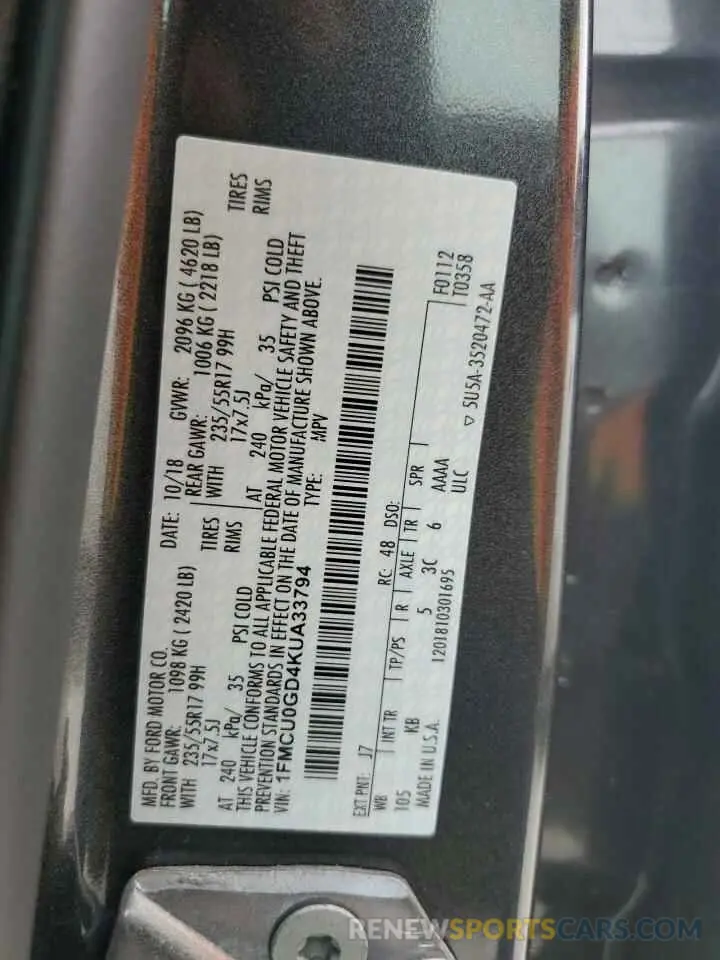 MFD. BY FORD MOTOR CO.
DATE: 10/18 GVWR: 2096 KG ( 4620 LB)
FRONT GAWR: 1098 KG ( 2420 LB)
REAR GAWR: 1006 KG ( 2218 LB)
WITH 235/55R17 99H TIRES
WITH 235/55R17 99H TIRES
17x7.5J RIMS
17x7.5J RIMS
AT 240 kPa/ 35 PSI COLD
AT 240 kPa/ 35 PSI COLD
THIS VEHICLE CONFORMS TO ALL APPLICABLE FEDERAL MOTOR VEHICLE SAFETY AND THEFT
PREVENTION STANDARDS IN EFFECT ON THE DATE OF MANUFACTURE SHOWN ABOVE.
VIN: 1FMCU0GD4KUA33794 TYPE: MPV
EXT PNT: J7 RC: 48 DSO: F0112
WB INT TR TP/PS R AXLE TR SPR T0358
105 KB 5 3C 6 AAAA
MADE IN U.S.A. 1201810301695 ULC
▽ 5U5A-3520472-AA
RENEWSPORTSCARS.COM